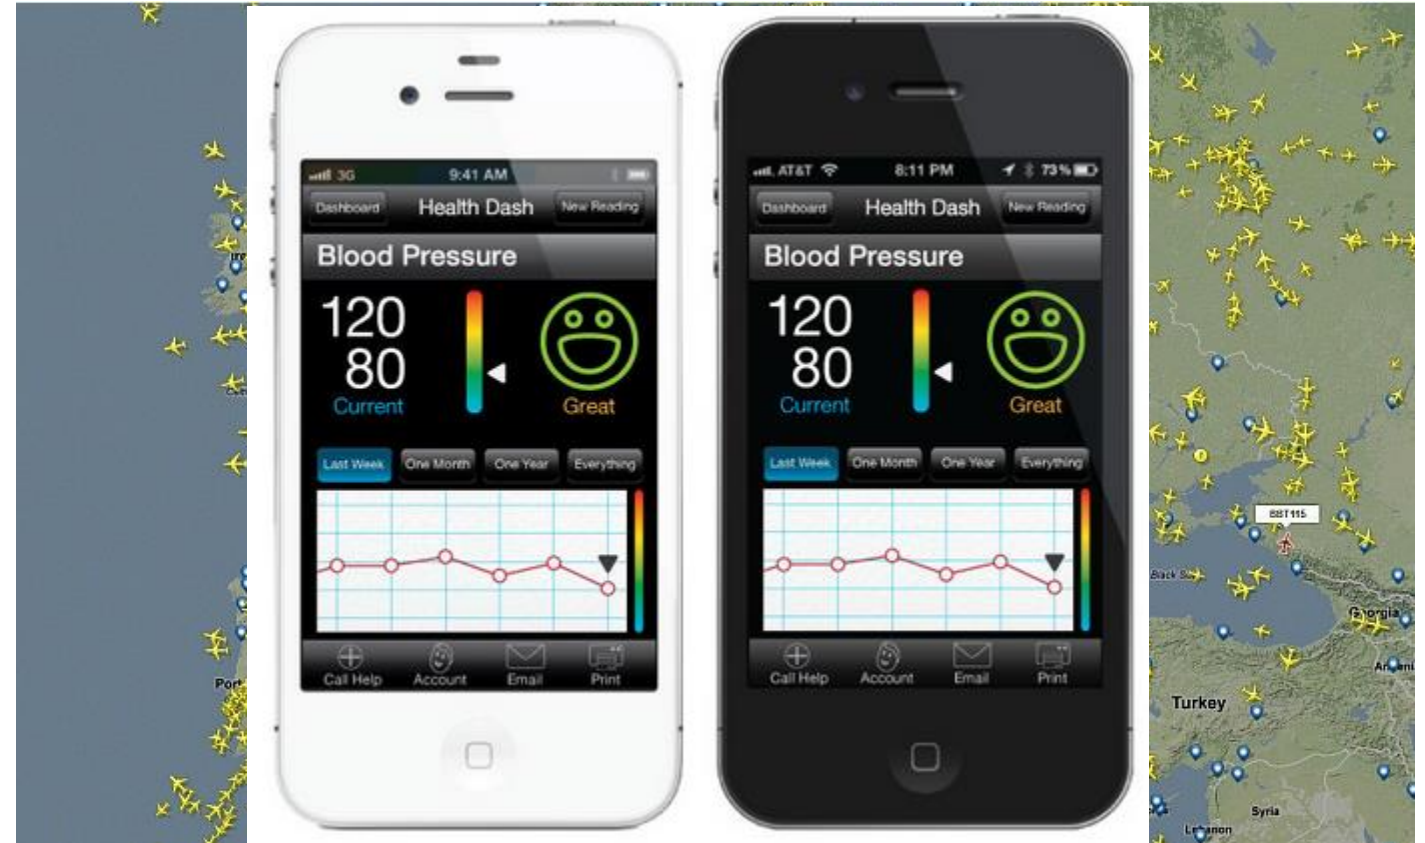 3G 9:41 AM
Dashboard Health Dash New Reading
Blood Pressure
120
80
Current Great
Last Week One Month One Year Everything
Call Help Account Email Print
AT&T 8:11 PM 73%
Dashboard Health Dash New Reading
Blood Pressure
120
80
Current Great
Last Week One Month One Year Everything
Call Help Account Email Print
Port
Black
Georgia
Turkey
Syria
Lebanon